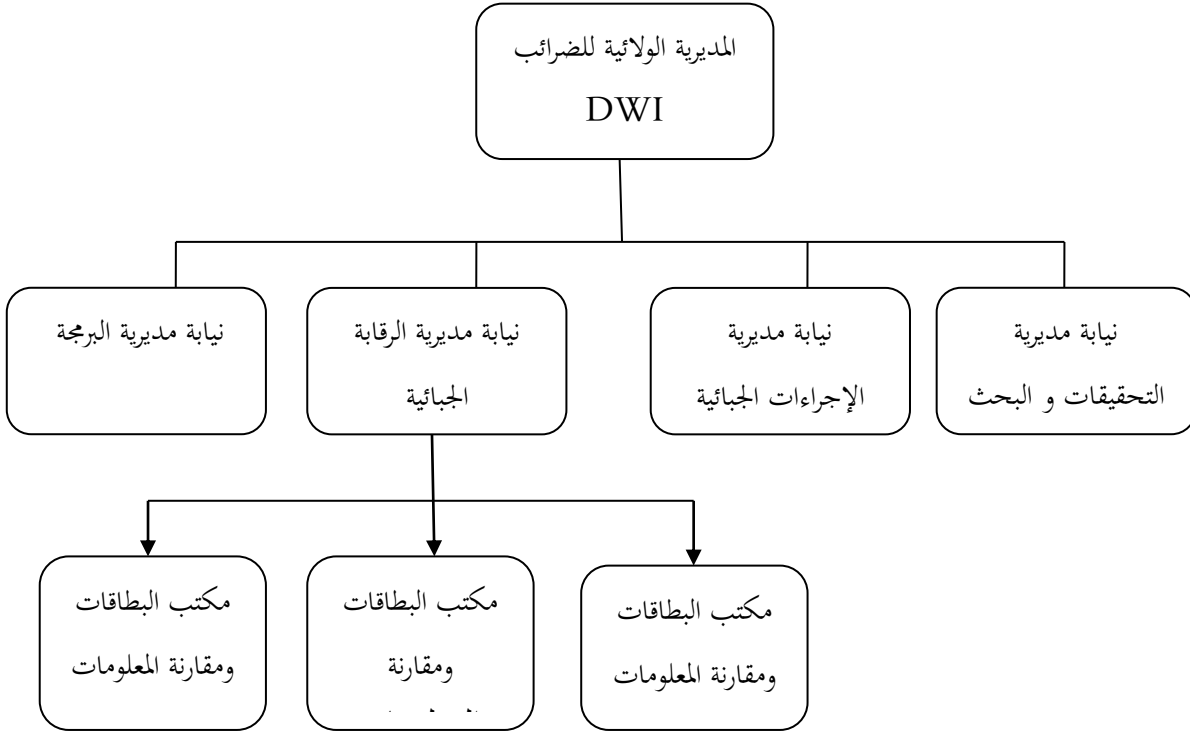 المديرية الولائية للضرائب
DWI
نيابة مديرية
التحقيقات و البحث
نيابة مديرية
الإجراءات الجبائية
نيابة مديرية الرقابة
الجبائية
نيابة مديرية البرمجة
مكتب البطاقات
ومقارنة المعلومات
مكتب البطاقات
ومقارنة
مكتب البطاقات
ومقارنة المعلومات